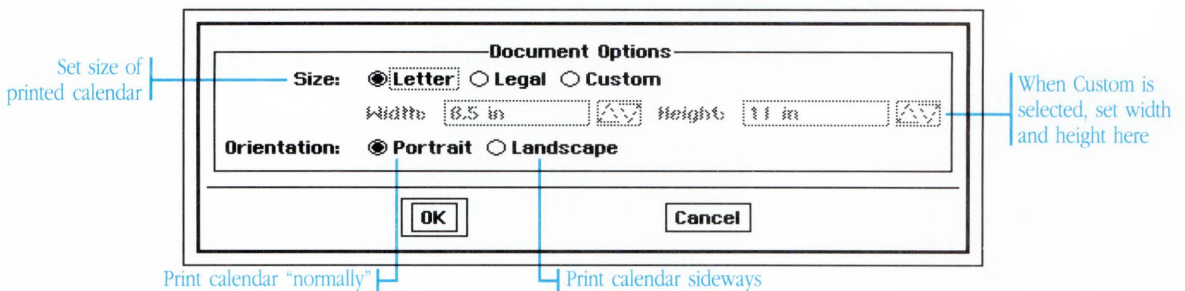 Document Options
Set size of
printed calendar
Size: Letter Legal Custom
Width: 8.5 in Height: 11 in
When Custom is
selected, set width
and height here
Orientation: Portrait Landscape
OK Cancel
Print calendar “normally”
Print calendar sideways